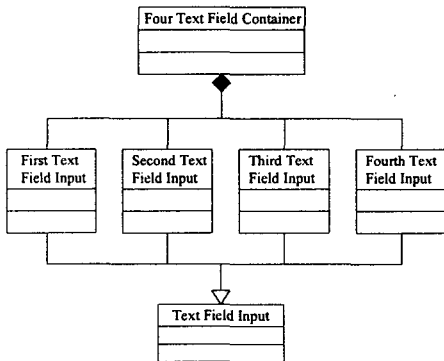 Four Text Field Container
First Text
Field Input
Second Text
Field Input
Third Text
Field Input
Fourth Text
Field Input
Text Field Input